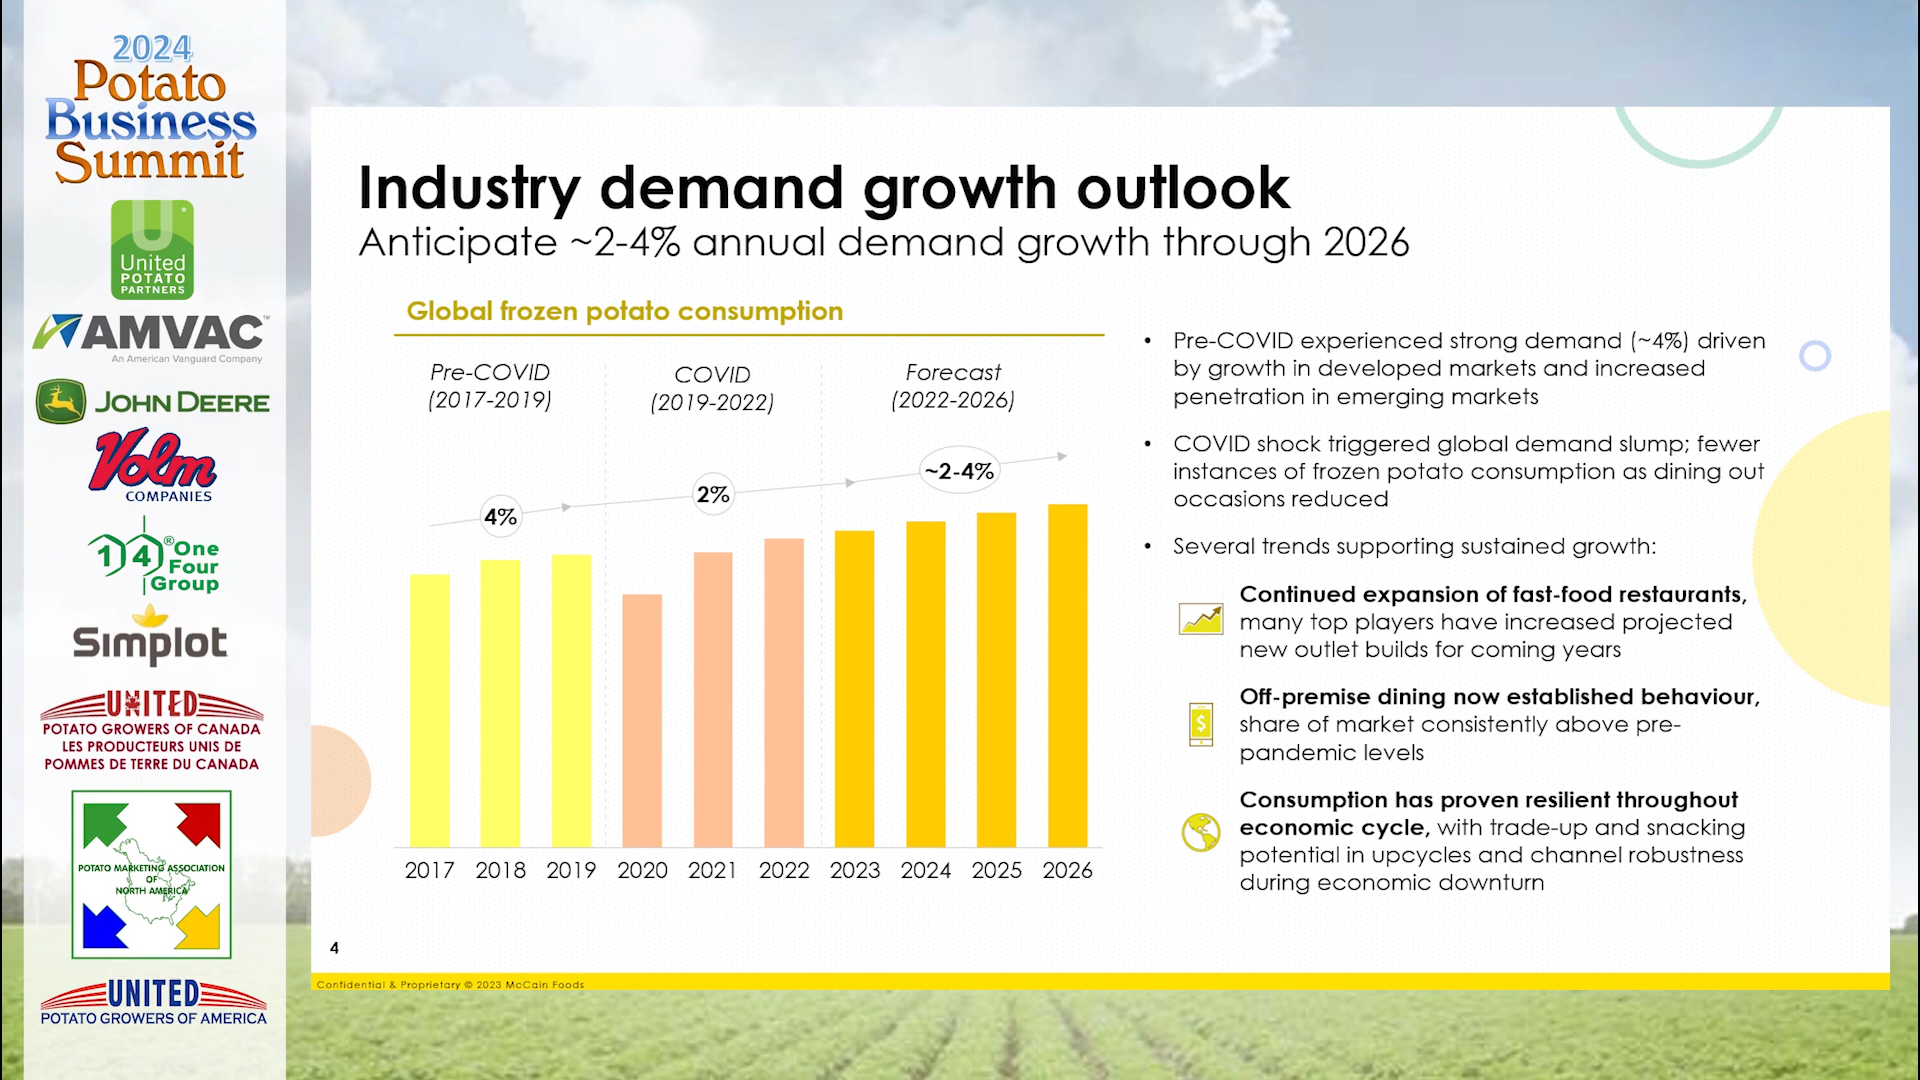 2024
Potato
Business
Summit
United
POTATO
PARTNERS
AMVAC™
An American Vanguard Company
JOHN DEERE
Volm
COMPANIES
14® One
Four
Group
Simplot
UNITED
POTATO GROWERS OF CANADA
LES PRODUCTEURS UNIS DE
POMMES DE TERRE DU CANADA
POTATO MARKETING ASSOCIATION
OF
NORTH AMERICA
UNITED
POTATO GROWERS OF AMERICA
Industry demand growth outlook
Anticipate ~2-4% annual demand growth through 2026
Global frozen potato consumption
Pre-COVID
(2017-2019)
COVID
(2019-2022)
Forecast
(2022-2026)
4%
2%
~2-4%
2017 2018 2019 2020 2021 2022 2023 2024 2025 2026
• Pre-COVID experienced strong demand (~4%) driven
by growth in developed markets and increased
penetration in emerging markets
• COVID shock triggered global demand slump; fewer
instances of frozen potato consumption as dining out
occasions reduced
• Several trends supporting sustained growth:
Continued expansion of fast-food restaurants,
many top players have increased projected
new outlet builds for coming years
$
Off-premise dining now established behaviour,
share of market consistently above pre-
pandemic levels
Consumption has proven resilient throughout
economic cycle, with trade-up and snacking
potential in upcycles and channel robustness
during economic downturn
4
Confidential & Proprietary © 2023 McCain Foods